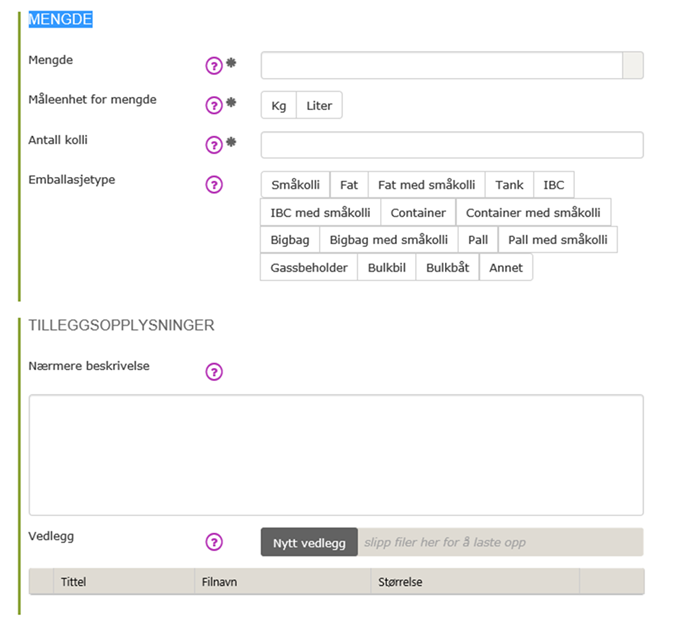 MENGDE
Mengde ? *
Måleenhet for mengde ? * Kg Liter
Antall kolli ? *
Emballasjetype ? Småkolli Fat Fat med småkolli Tank IBC
IBC med småkolli Container Container med småkolli
Bigbag Bigbag med småkolli Pall Pall med småkolli
Gassbeholder Bulkbil Bulkbåt Annet
TILLEGGSOPPLYSNINGER
Nærmere beskrivelse ?
Vedlegg ? Nytt vedlegg slipp filer her for å laste opp
Tittel Filnavn Størrelse